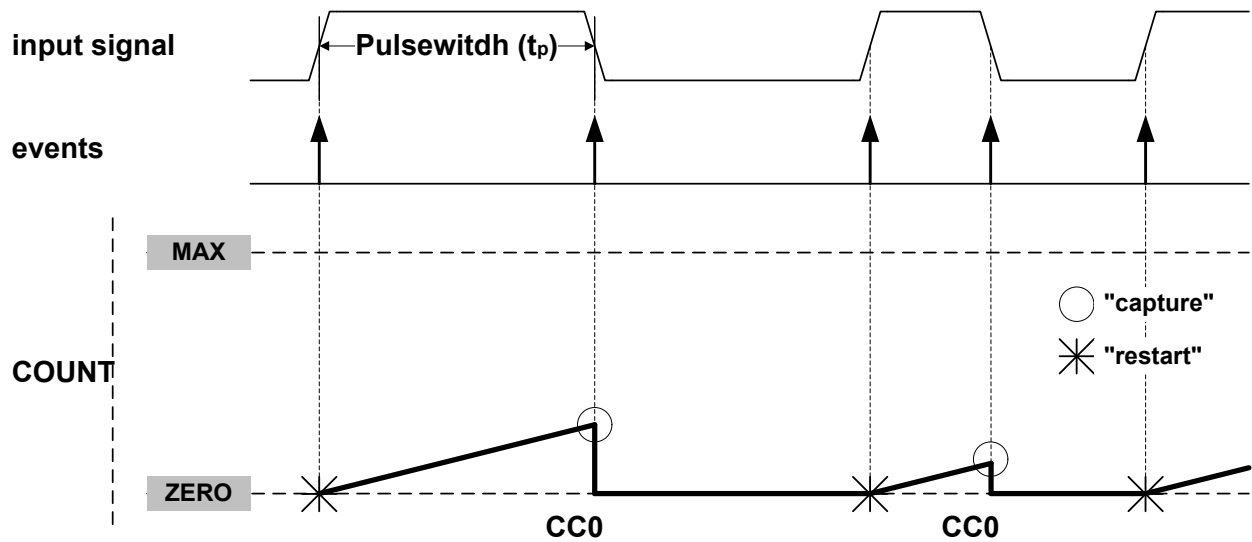 input signal
Pulsewitdh (tp)
events
MAX
"capture"
"restart"
COUNT
ZERO
CC0 CC0